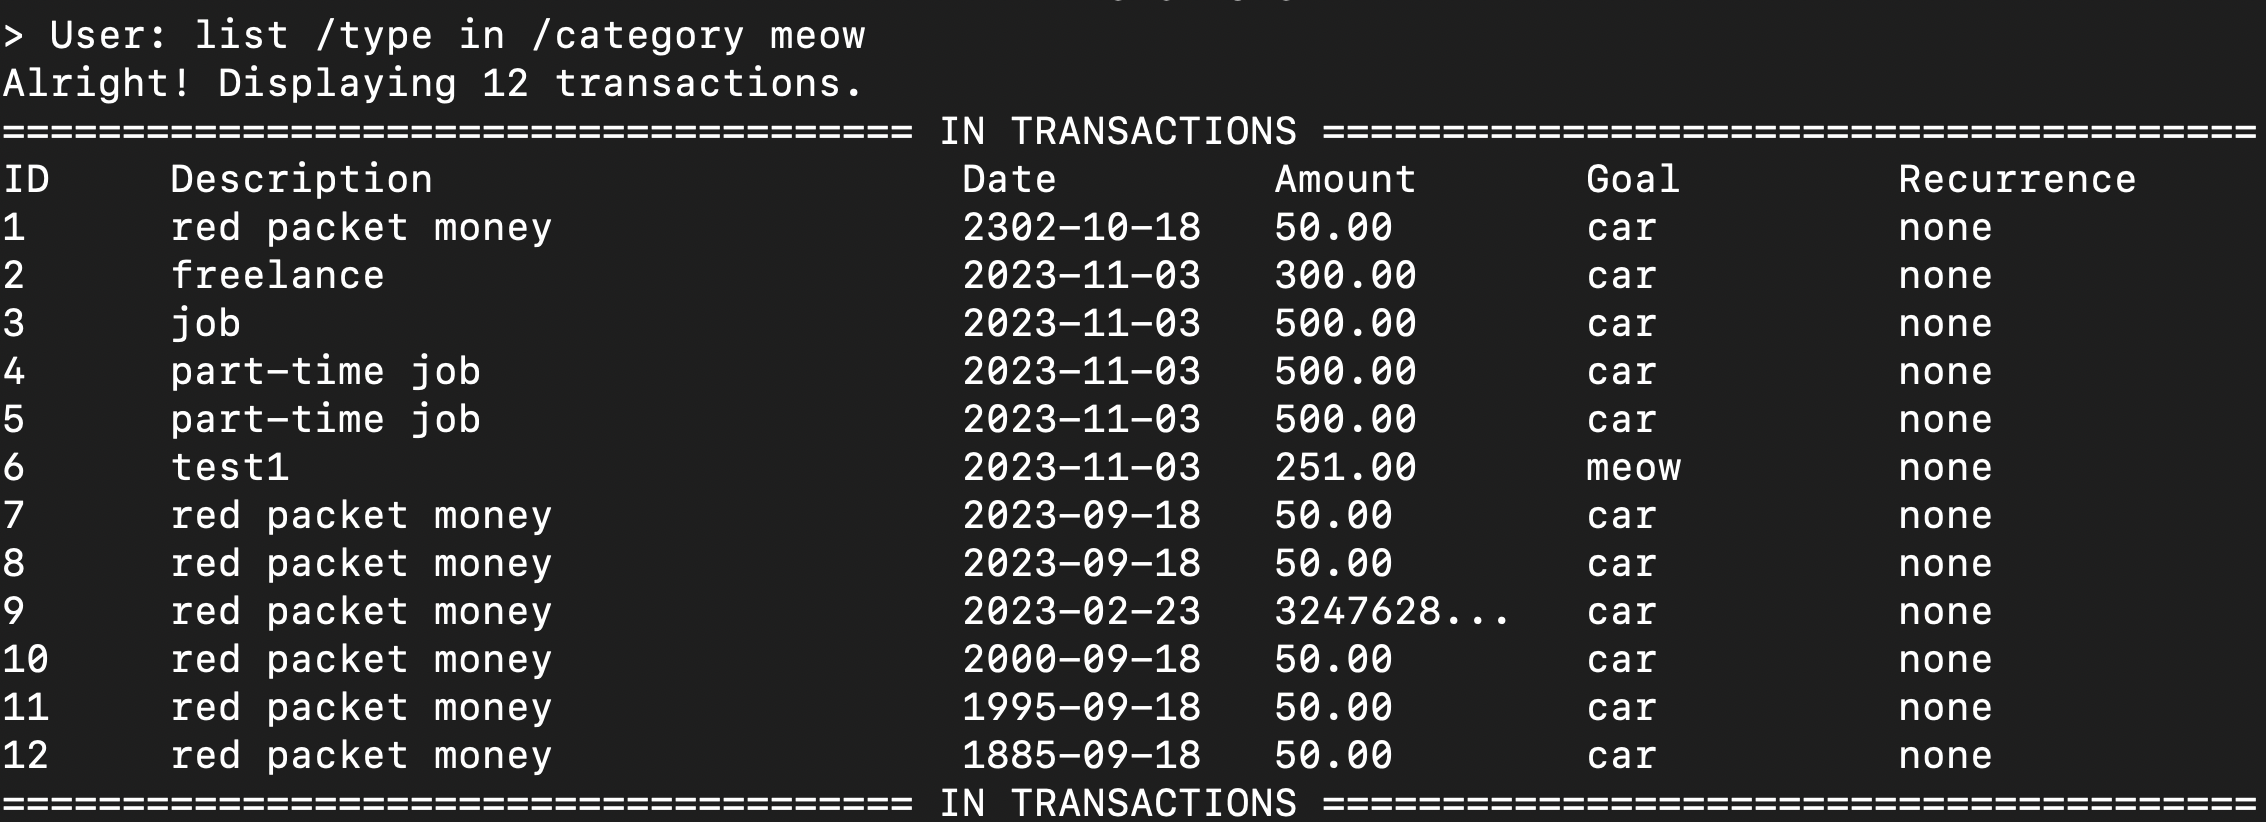 > User: list /type in /category meow
Alright! Displaying 12 transactions.
====================================== IN TRANSACTIONS =======================================
ID Description Date Amount Goal Recurrence
1 red packet money 2302-10-18 50.00 car none
2 freelance 2023-11-03 300.00 car none
3 job 2023-11-03 500.00 car none
4 part-time job 2023-11-03 500.00 car none
5 part-time job 2023-11-03 500.00 car none
6 test1 2023-11-03 251.00 meow none
7 red packet money 2023-09-18 50.00 car none
8 red packet money 2023-09-18 50.00 car none
9 red packet money 2023-02-23 3247628... car none
10 red packet money 2000-09-18 50.00 car none
11 red packet money 1995-09-18 50.00 car none
12 red packet money 1885-09-18 50.00 car none
====================================== IN TRANSACTIONS =======================================